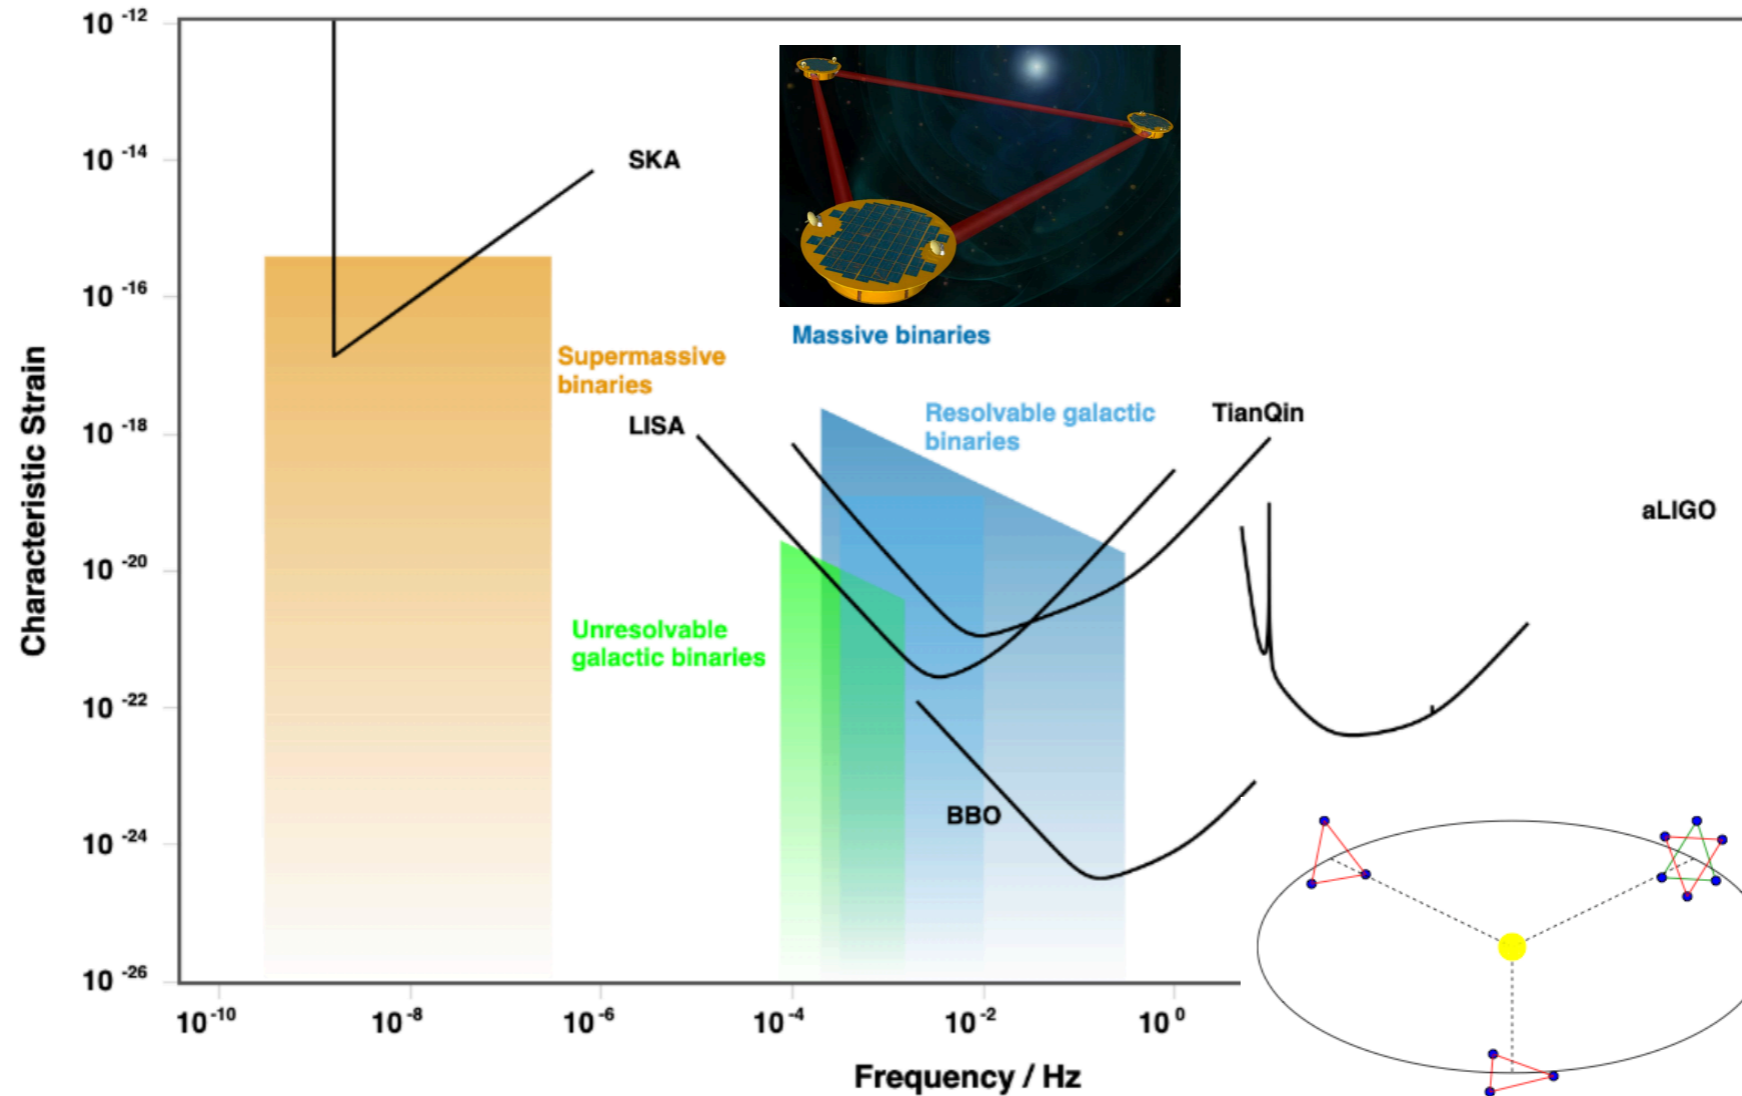 10 -12
10 -14
10 -16
10 -18
10 -20
10 -22
10 -24
10 -26
Characteristic Strain
SKA
Massive binaries
Supermassive
binaries
LISA
Resolvable galactic
binaries
TianQin
aLIGO
Unresolvable
galactic binaries
BBO
10-10
10-8
10-6
10-4
10-2
10 0
Frequency / Hz